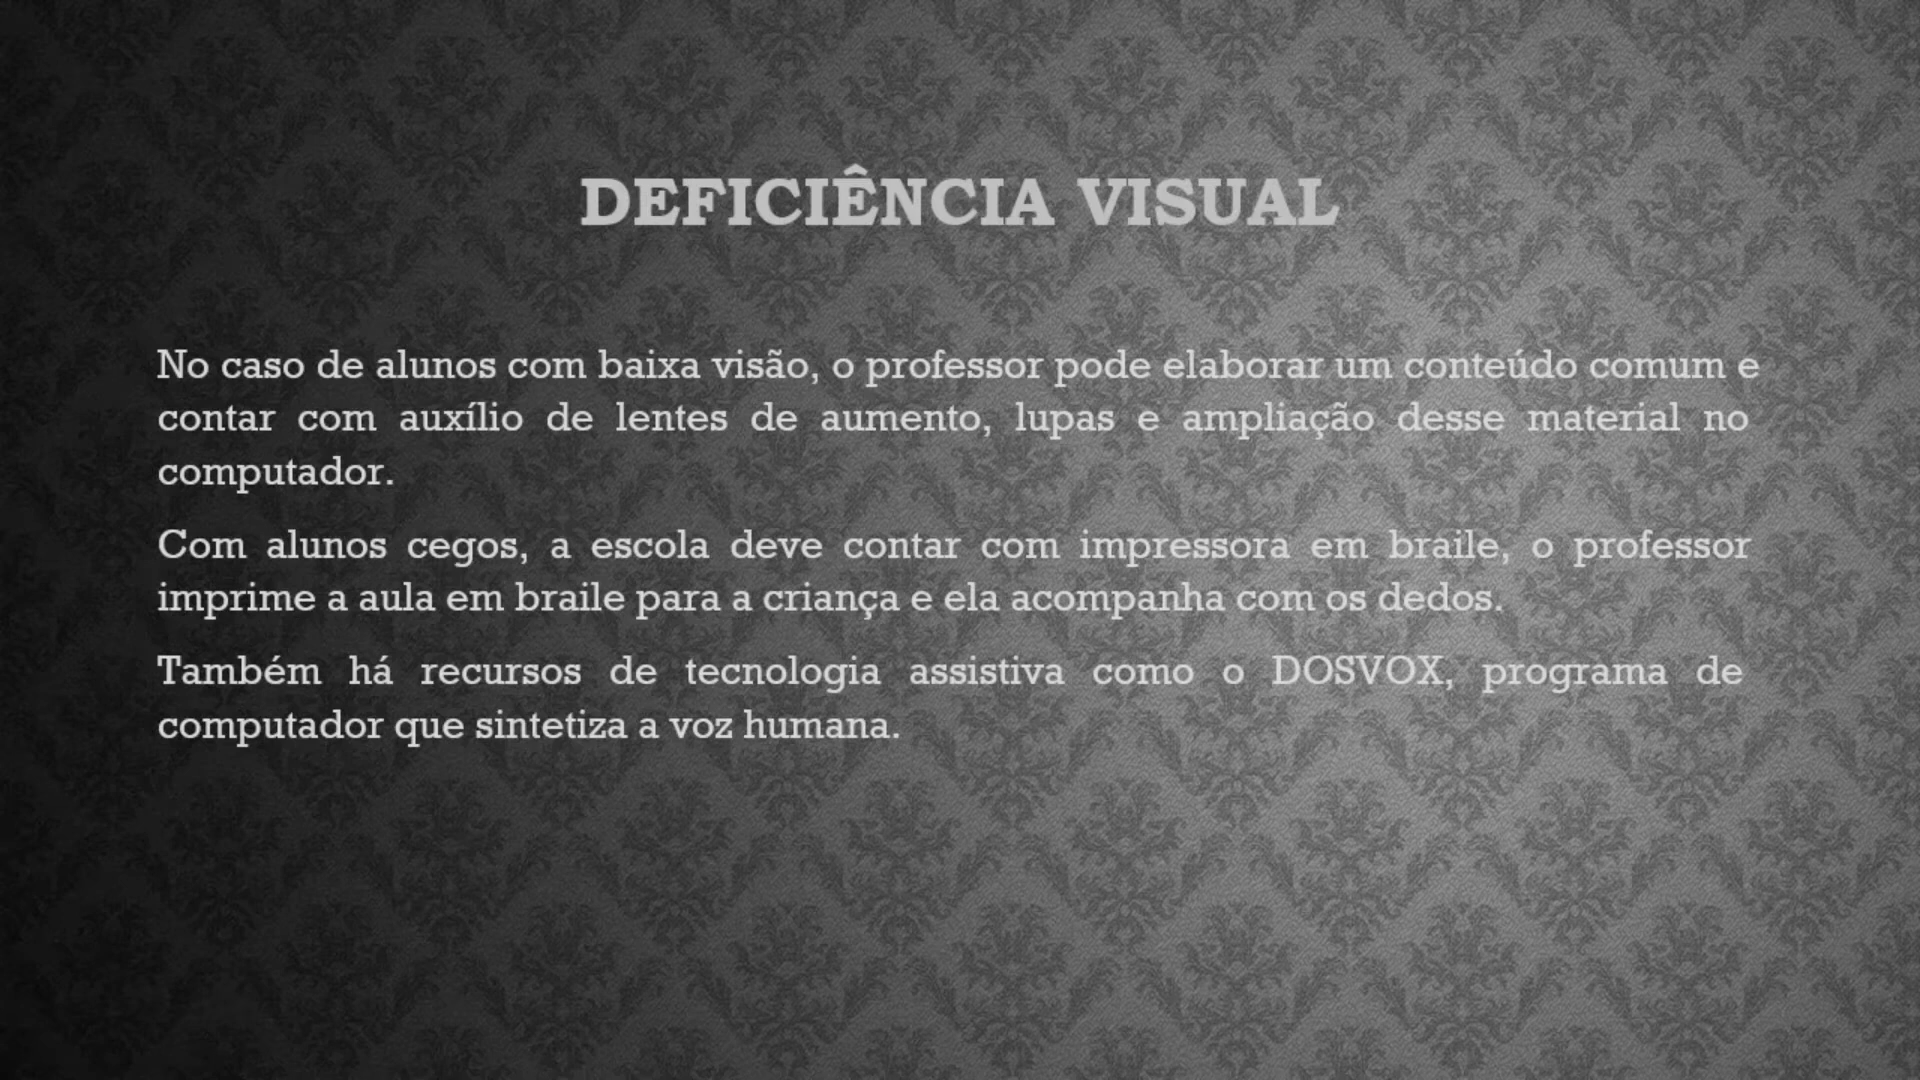 DEFICIÊNCIA VISUAL
No caso de alunos com baixa visão, o professor pode elaborar um conteúdo comum e
contar com auxílio de lentes de aumento, lupas e ampliação desse material no
computador.
Com alunos cegos, a escola deve contar com impressora em braile, o professor
imprime a aula em braile para a criança e ela acompanha com os dedos.
Também há recursos de tecnologia assistiva como o DOSVOX, programa de
computador que sintetiza a voz humana.